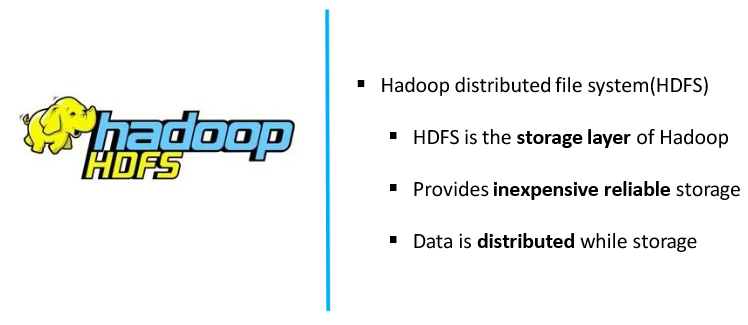 hadoop
HDFS
▪ Hadoop distributed file system(HDFS)
▪ HDFS is the storage layer of Hadoop
▪ Provides inexpensive reliable storage
▪ Data is distributed while storage